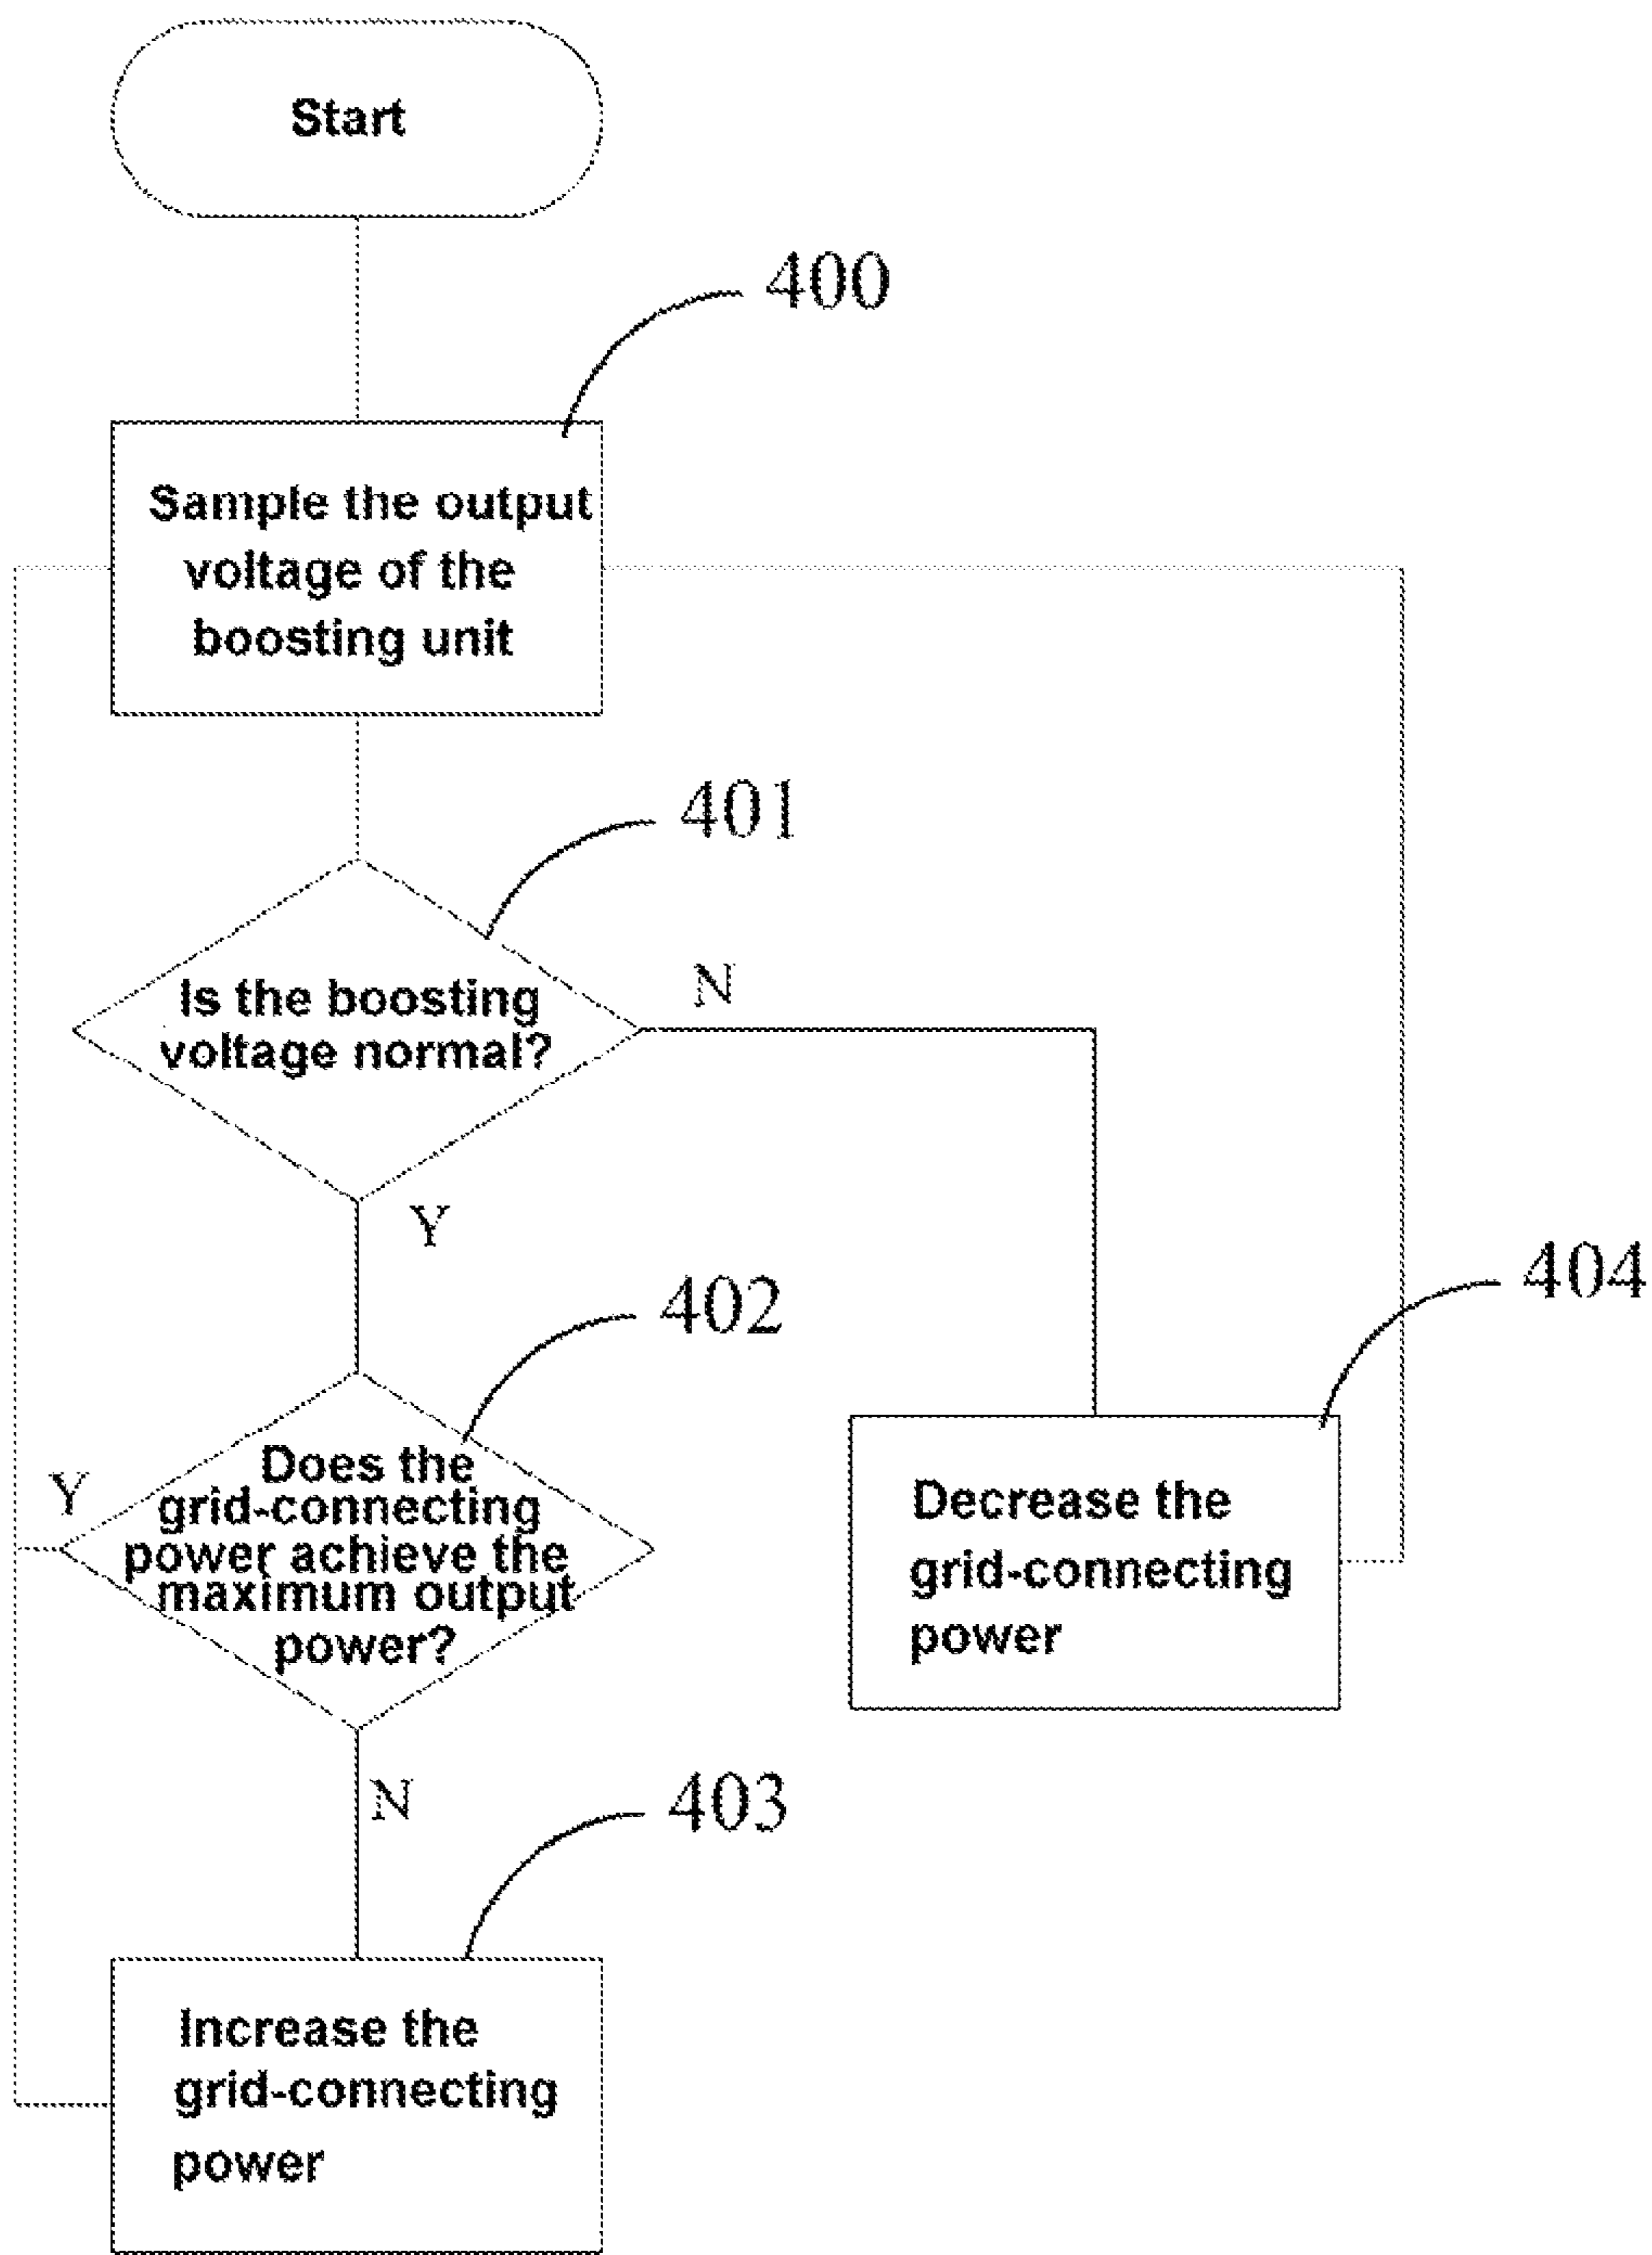 Start
400
Sample the output
voltage of the
boosting unit
401
Is the boosting
voltage normal?
N
Y
402
Does the
grid-connecting
power achieve the
maximum output
power?
Y
N
404
Decrease the
grid-connecting
power
403
Increase the
grid-connecting
power